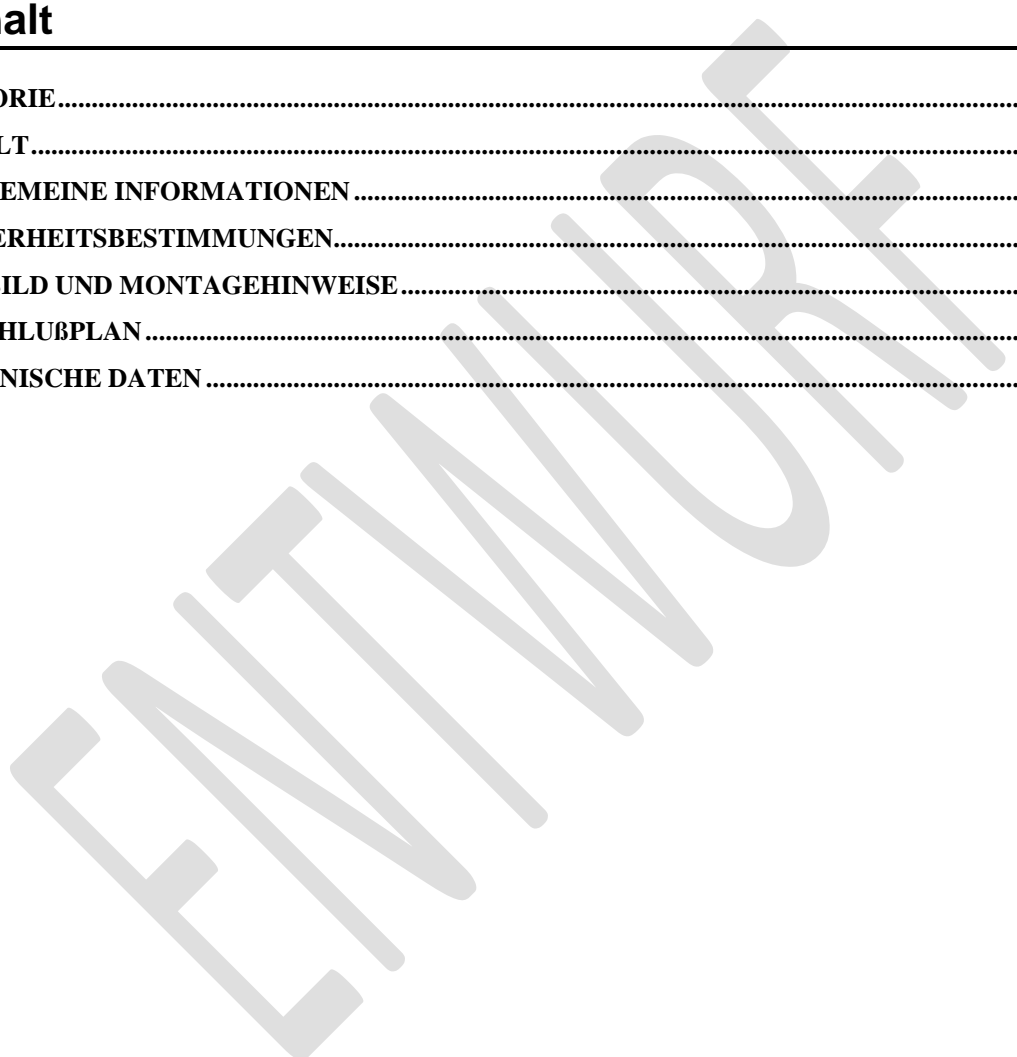 alt
ORIE
LT
EMEINE INFORMATIONEN
ERHEITSBESTIMMUNGEN
ILD UND MONTAGEHINWEISE
HLUßPLAN
NISCHE DATEN
ENTWURF